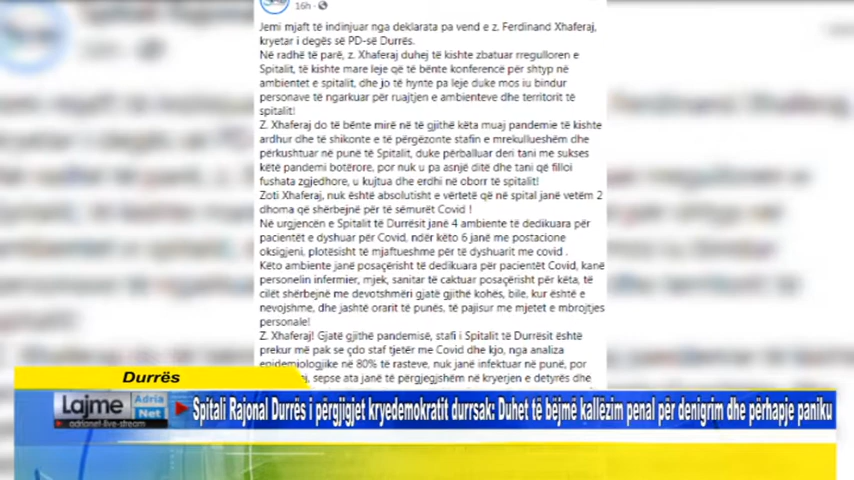 16h
Jemi mjaft të indinjuar nga deklarata pa vend e z. Ferdinand Xhaferaj,
kryetar i degës së PD-së Durrës.
Në radhë të parë, z. Xhaferaj duhej të kishte zbatuar rregulloren e
Spitalit, të kishte mare leje që të bënte konferencë për shtyp në
ambientet e spitalit, dhe jo të hynte pa leje duke mos iu bindur
personave të ngarkuar për ruajtjen e ambienteve dhe territorit të
spitalit!
Z. Xhaferaj do të bënte mirë në të gjithë këta muaj pandemie të kishte
ardhur dhe të shikonte e të përgëzonte stafin e mrekullueshëm dhe
përkushtuar në punë të Spitalit, duke përballuar deri tani me sukses
këtë pandemi botërore, por nuk u pa asnjë ditë dhe tani që filloi
fushata zgjedhore, u kujtua dhe erdhi në oborr të spitalit!
Zoti Xhaferaj, nuk është absolutisht e vërtetë që në spital janë vetëm 2
dhoma që shërbejnë për të sëmurët Covid !
Në urgjencën e Spitalit të Durrësit janë 4 ambiente të dedikuara për
pacientët e dyshuar për Covid, ndër këto 6 janë me postacione
oksigjeni, plotësisht të mjaftueshme për të dyshuarit me covid .
Këto ambiente janë posaçërisht të dedikuara për pacientët Covid, kanë
personelin infermier, mjek, sanitar të caktuar posaçërisht për këta, të
cilët shërbejnë me devotshmëri gjatë gjithë kohës, bile, kur është e
nevojshme, dhe jashtë orarit të punës, të pajisur me mjetet e mbrojtjes
personale!
Z. Xhaferaj! Gjatë gjithë pandemisë, stafi i Spitalit të Durrësit është
prekur më pak se çdo staf tjetër me Covid dhe kjo, nga analiza
epidemiologjike në 80% të rasteve, nuk janë infektuar në punë, por
sepse ata janë të përgjegjshëm në kryerjen e detyrës dhe
Durrës
Lajme
Adria
Net
adrianet-live-stream
Spitali Rajonal Durrës i përgjigjet kryedemokratit durrsak: Duhet të bëjmë kallëzim penal për denigrim dhe përhapje paniku